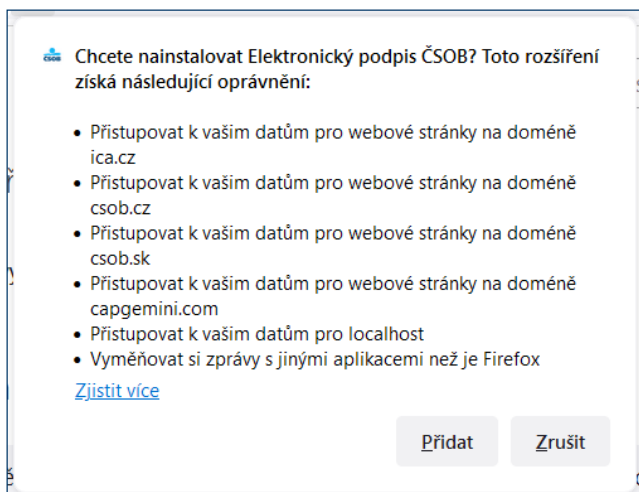 ČSOB
Chcete nainstalovat Elektronický podpis ČSOB? Toto rozšíření
získá následující oprávnění:
• Přistupovat k vašim datům pro webové stránky na doméně
ica.cz
• Přistupovat k vašim datům pro webové stránky na doméně
csob.cz
• Přistupovat k vašim datům pro webové stránky na doméně
csob.sk
• Přistupovat k vašim datům pro webové stránky na doméně
capgemini.com
• Přistupovat k vašim datům pro localhost
• Vyměňovat si zprávy s jinými aplikacemi než je Firefox
Zjistit více
Přidat Zrušit